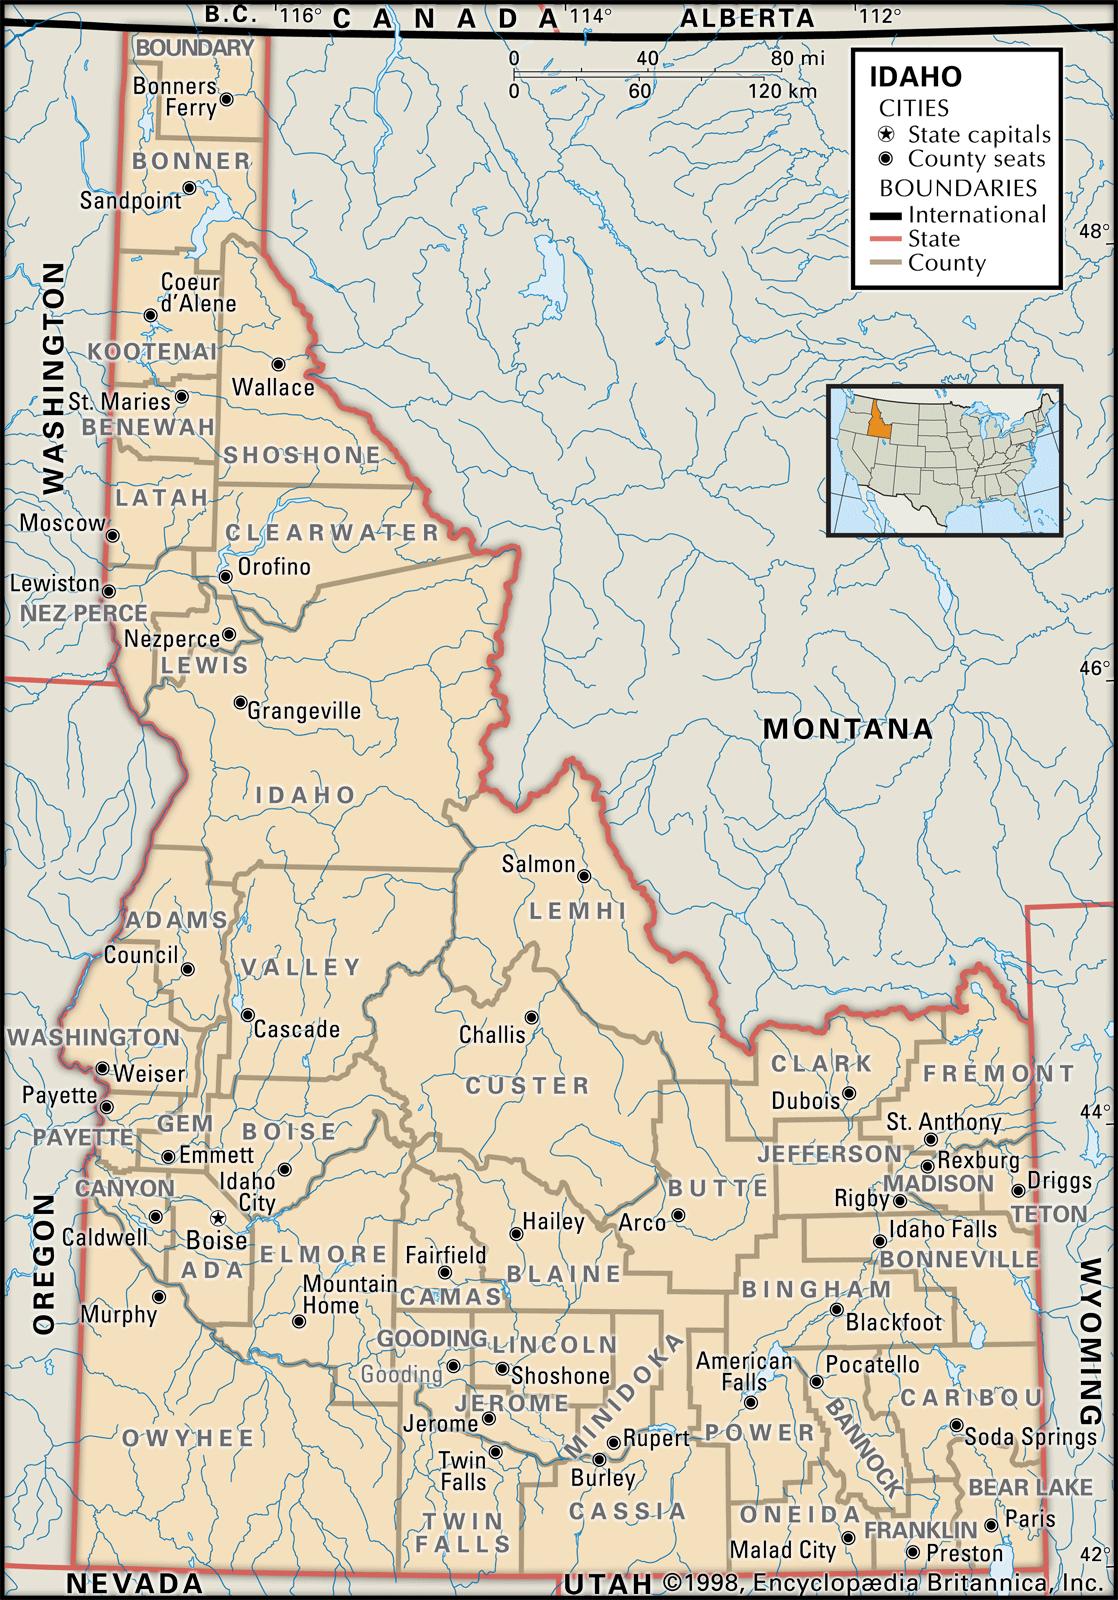 B.C.
116°
CANADA
114°
ALBERTA
112°
BOUNDARY
Bonners
Ferry
0 40 80 mi
0 60 120 km
IDAHO
CITIES
State capitals
County seats
BOUNDARIES
International
State
County
48°
BONNER
Sandpoint
WASHINGTON
Coeur
d'Alene
KOOTENAI
Wallace
St. Maries
BENEWAH
SHOSHONE
LATAH
Moscow
CLEARWATER
Orofino
Lewiston
NEZ PERCE
Nezperce
LEWIS
46°
Grangeville
MONTANA
IDAHO
Salmon
LEMHI
ADAMS
Council
VALLEY
Cascade
Challis
WASHINGTON
Weiser
CUSTER
CLARK
Dubois
FREMONT
Payette
PAYETTE
GEM
Emmett
BOISE
Idaho
City
44°
St. Anthony
JEFFERSON
Rexburg
MADISON
Rigby
Driggs
TETON
BUTTE
Arco
CANYON
Caldwell
Boise
ADA
OREGON
ELMORE
Mountain
Home
Murphy
Hailey
Fairfield
BLAINE
CAMAS
Idaho Falls
BONNEVILLE
BINGHAM
Blackfoot
WYOMING
GOODING
Gooding
LINCOLN
Shoshone
MINIDOKA
JEROME
Jerome
Rupert
Twin
Falls
Burley
American
Falls
Pocatello
POWER
BANNOCK
CARIBOU
Soda Springs
OWYHEE
TWIN
FALLS
CASSIA
ONEIDA
Malad City
FRANKLIN
Preston
BEAR LAKE
Paris
42°
NEVADA
UTAH
©1998, Encyclopædia Britannica, Inc.